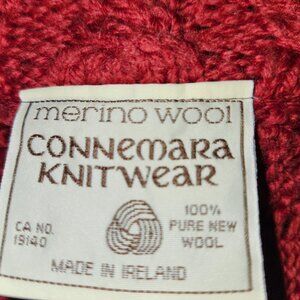 merino wool
CONNEMARA
KNITWEAR
CA NO.
19140
100%
PURE NEW
WOOL
MADE IN IRELAND